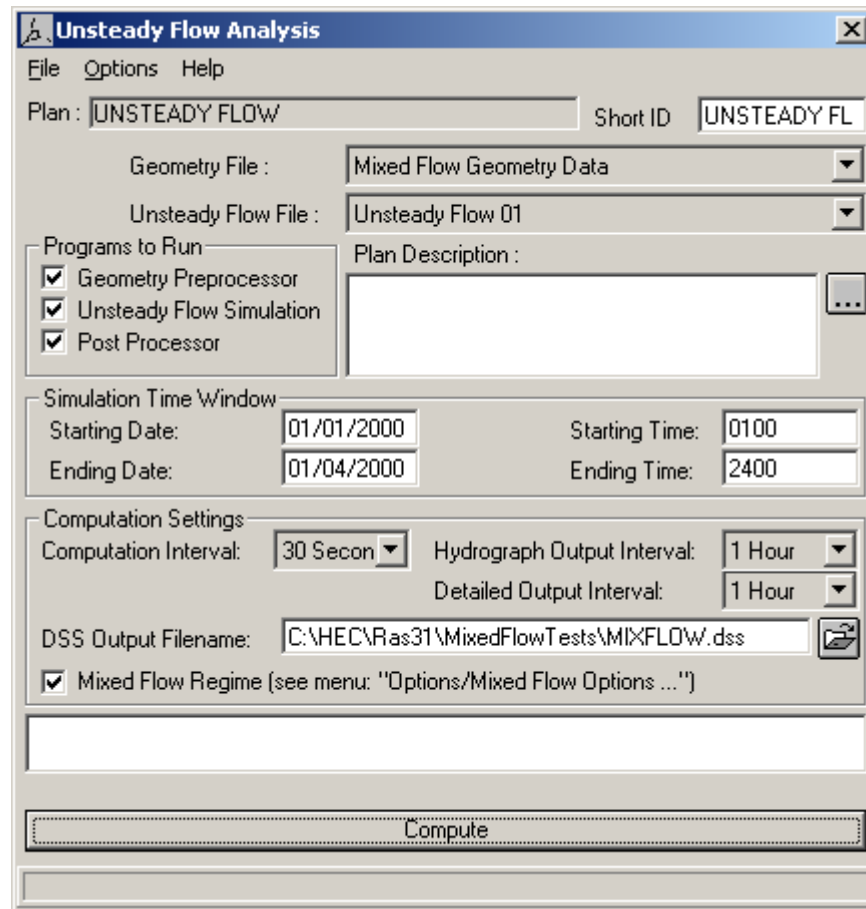 Unsteady Flow Analysis
File Options Help
Plan : UNSTEADY FLOW Short ID UNSTEADY FL
Geometry File : Mixed Flow Geometry Data
Unsteady Flow File : Unsteady Flow 01
Programs to Run
Geometry Preprocessor
Unsteady Flow Simulation
Post Processor
Plan Description :
...
Simulation Time Window
Starting Date: 01/01/2000 Starting Time: 0100
Ending Date: 01/04/2000 Ending Time: 2400
Computation Settings
Computation Interval: 30 Secon Hydrograph Output Interval: 1 Hour
Detailed Output Interval: 1 Hour
DSS Output Filename: C:\HEC\Ras31\MixedFlowTests\MIXFLOW.dss
Mixed Flow Regime (see menu: "Options/Mixed Flow Options ...")
Compute